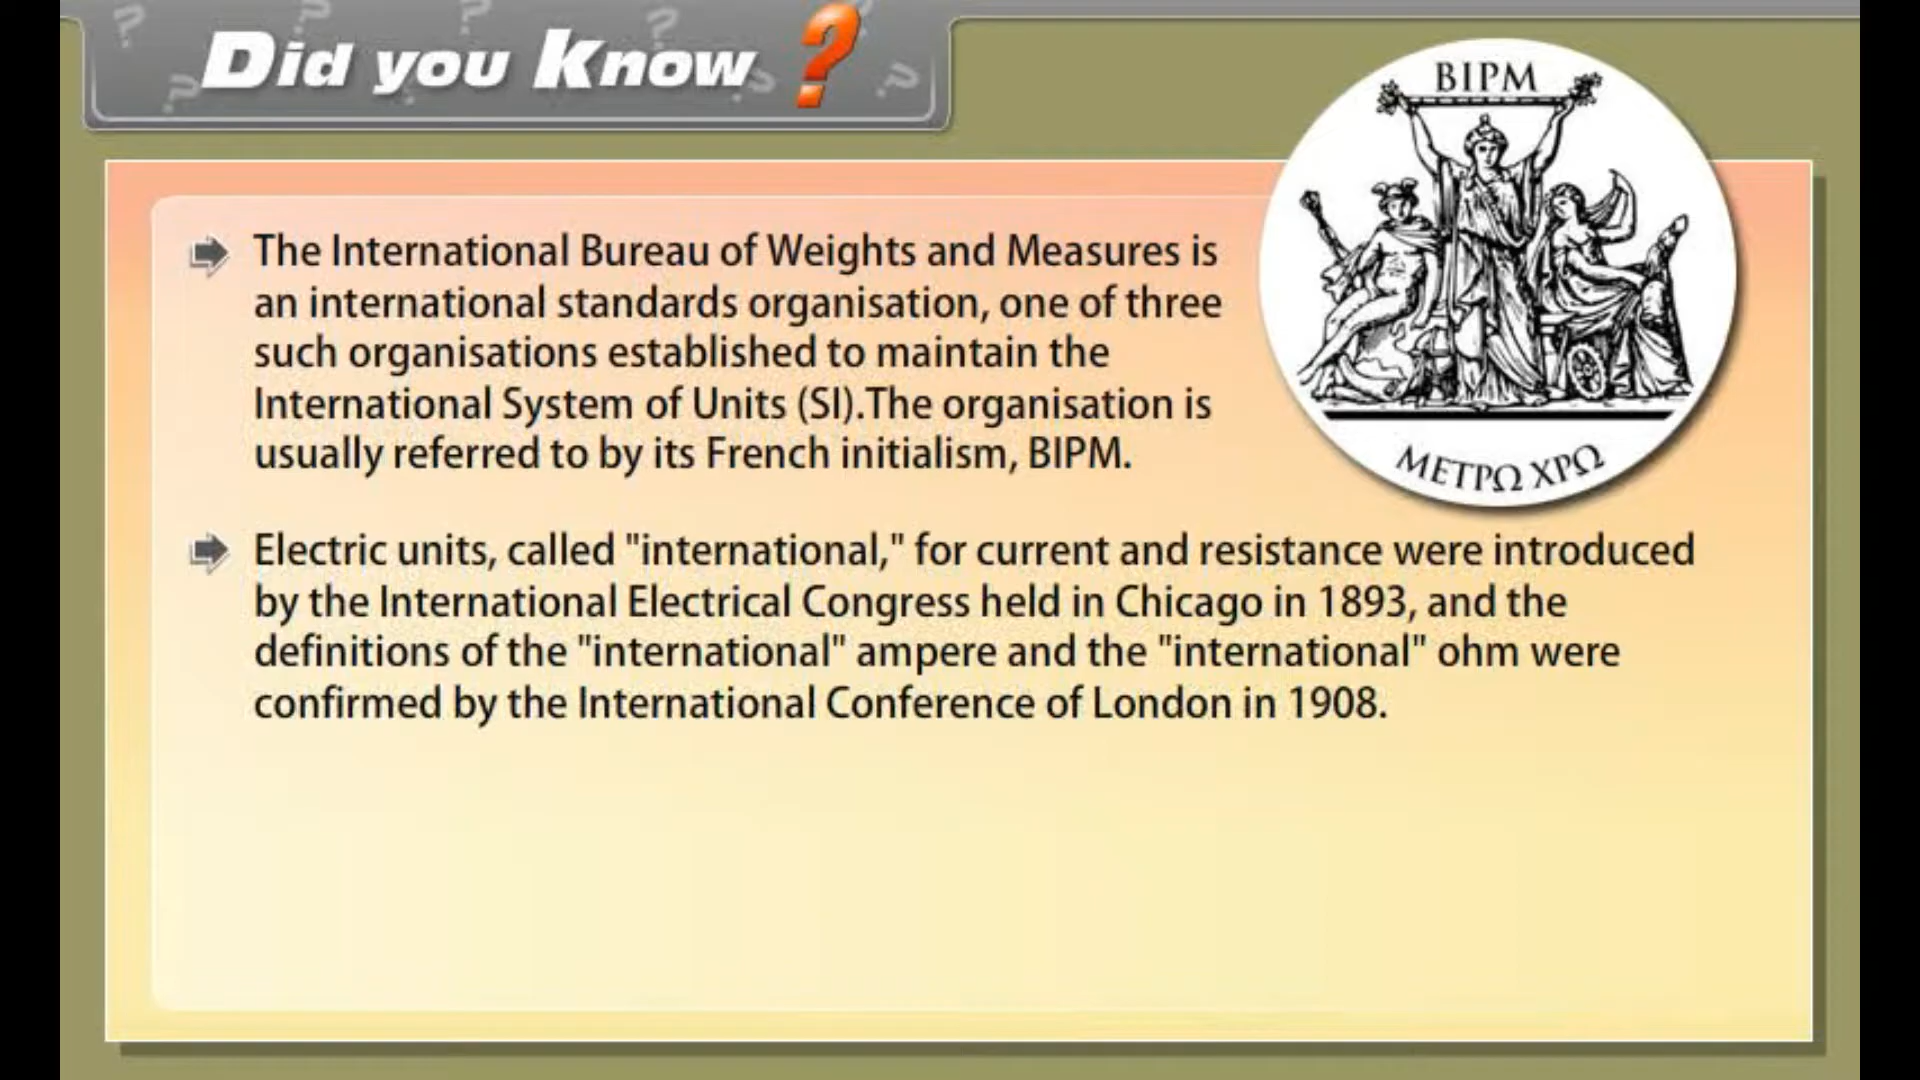 Did you Know ?
BIPM
The International Bureau of Weights and Measures is
an international standards organisation, one of three
such organisations established to maintain the
International System of Units (SI).The organisation is
usually referred to by its French initialism, BIPM.
ΜΕΤΡΩ ΧΡΩ
Electric units, called "international," for current and resistance were introduced
by the International Electrical Congress held in Chicago in 1893, and the
definitions of the "international" ampere and the "international" ohm were
confirmed by the International Conference of London in 1908.